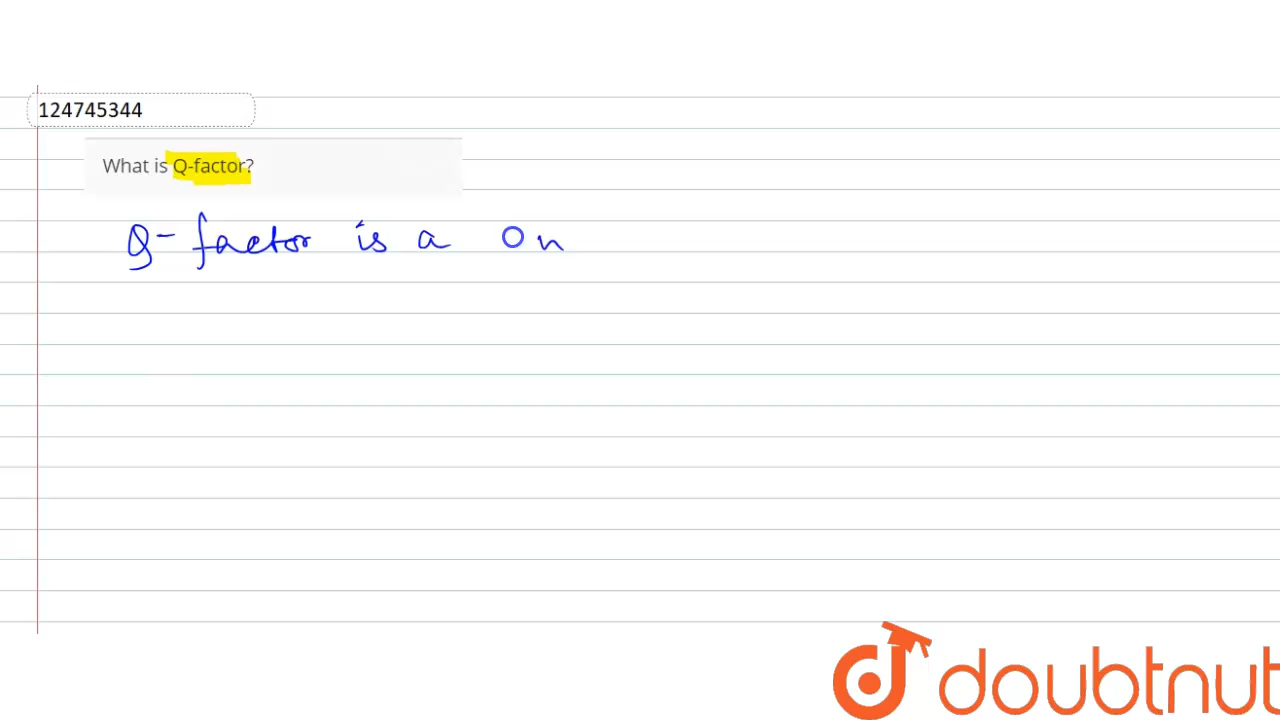 124745344
What is Q-factor?
Q- factor is a On
doubtnut